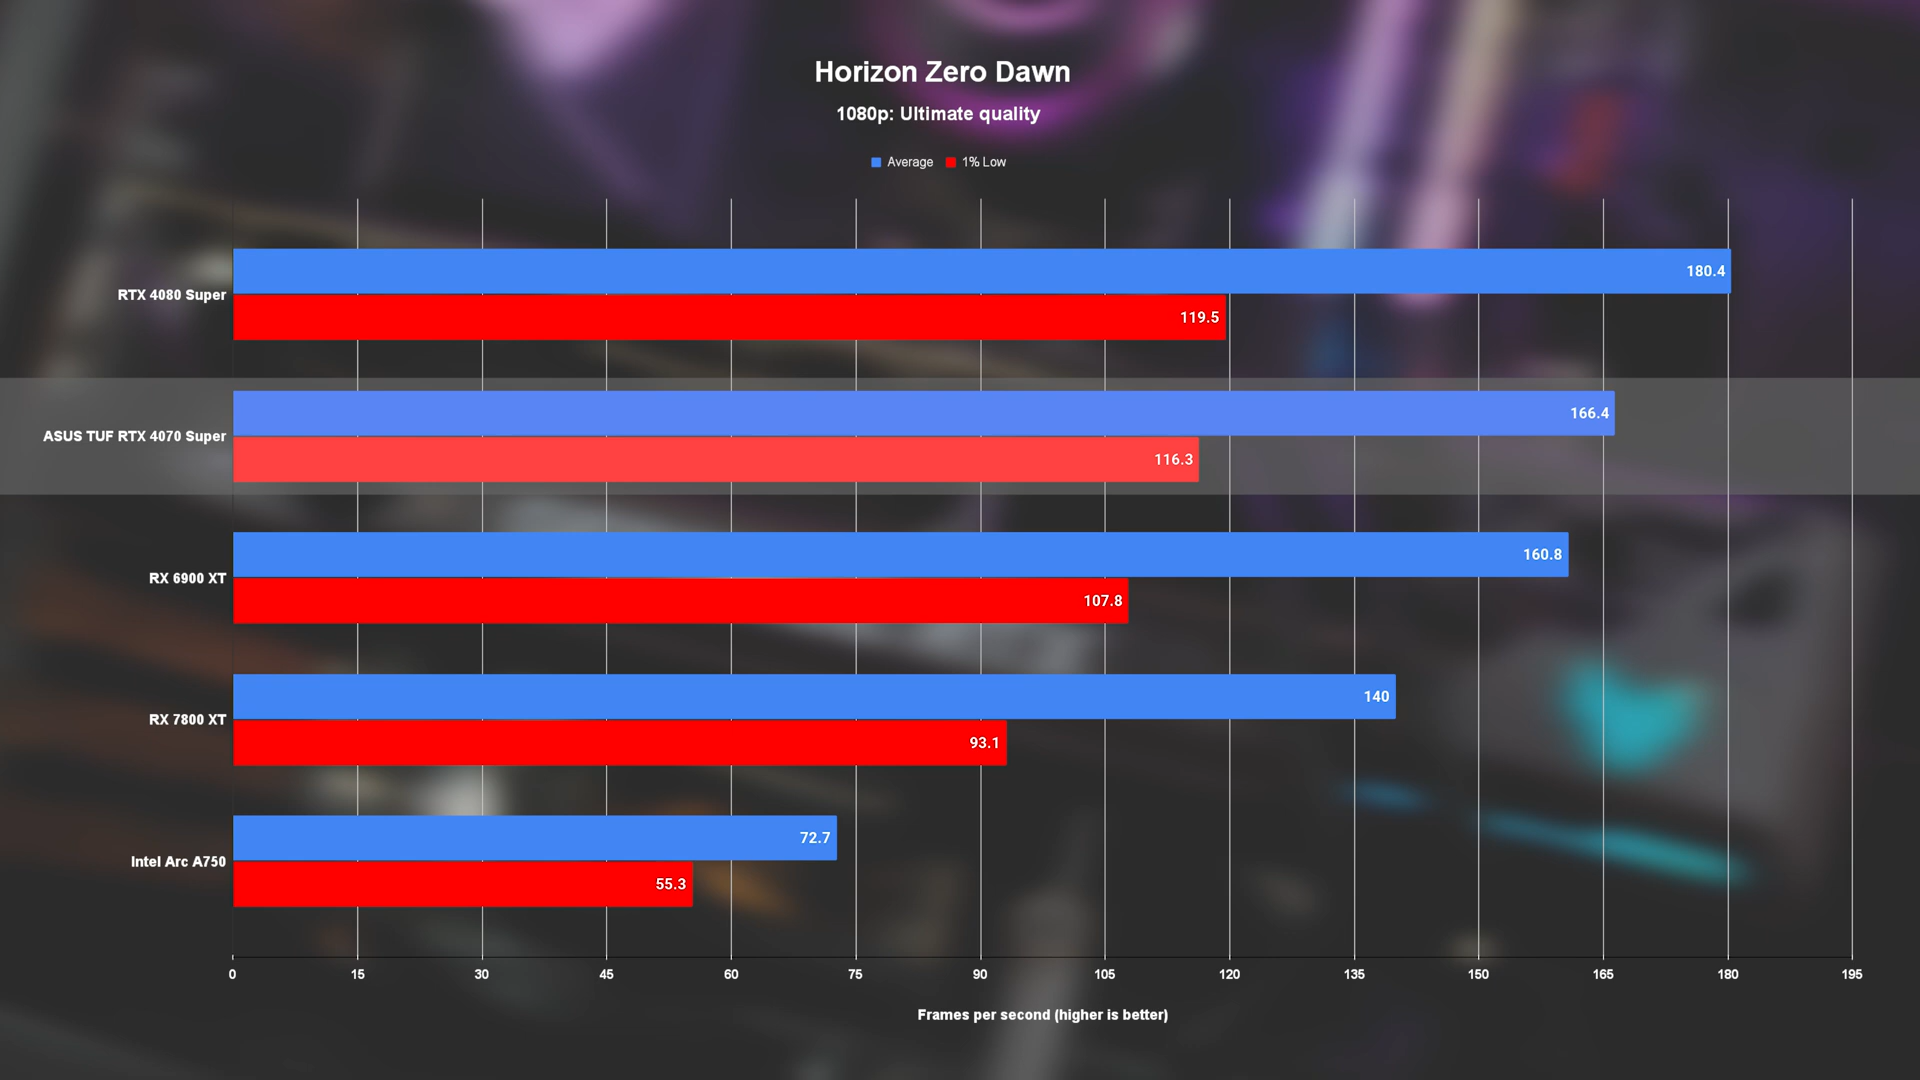 Horizon Zero Dawn
1080p: Ultimate quality
Average 1% Low
RTX 4080 Super
180.4
119.5
ASUS TUF RTX 4070 Super
166.4
116.3
RX 6900 XT
160.8
107.8
RX 7800 XT
140
93.1
Intel Arc A750
72.7
55.3
0 15 30 45 60 75 90 105 120 135 150 165 180 195
Frames per second (higher is better)